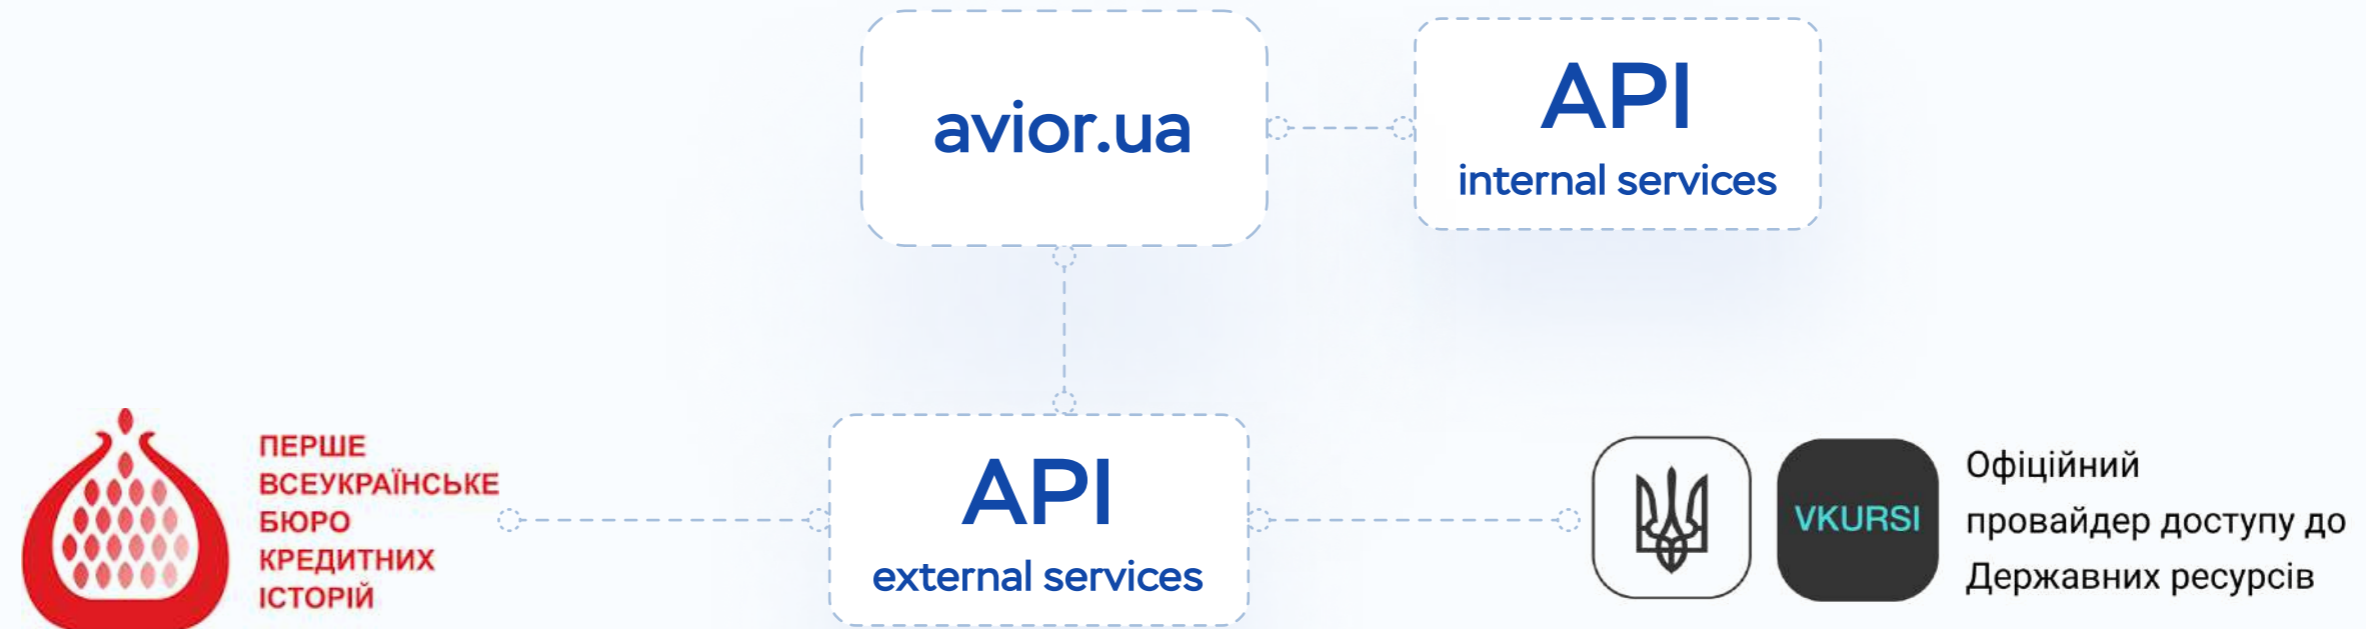 avior.ua
API
internal services
ПЕРШЕ
ВСЕУКРАЇНСЬКЕ
БЮРО
КРЕДИТНИХ
ІСТОРІЙ
API
external services
VKURSI
Офіційний
провайдер доступу до
Державних ресурсів